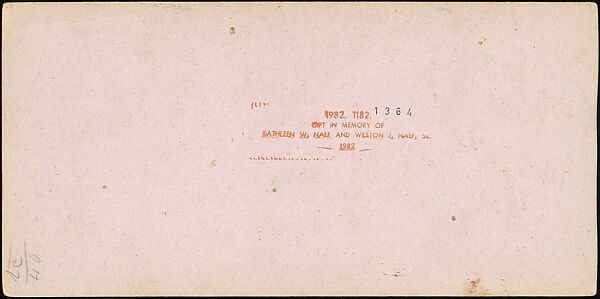 1982. 1182. 1364
GIFT IN MEMORY OF
KATHLEEN W. NAEF AND WESTON J. NAEF, SR.
1982